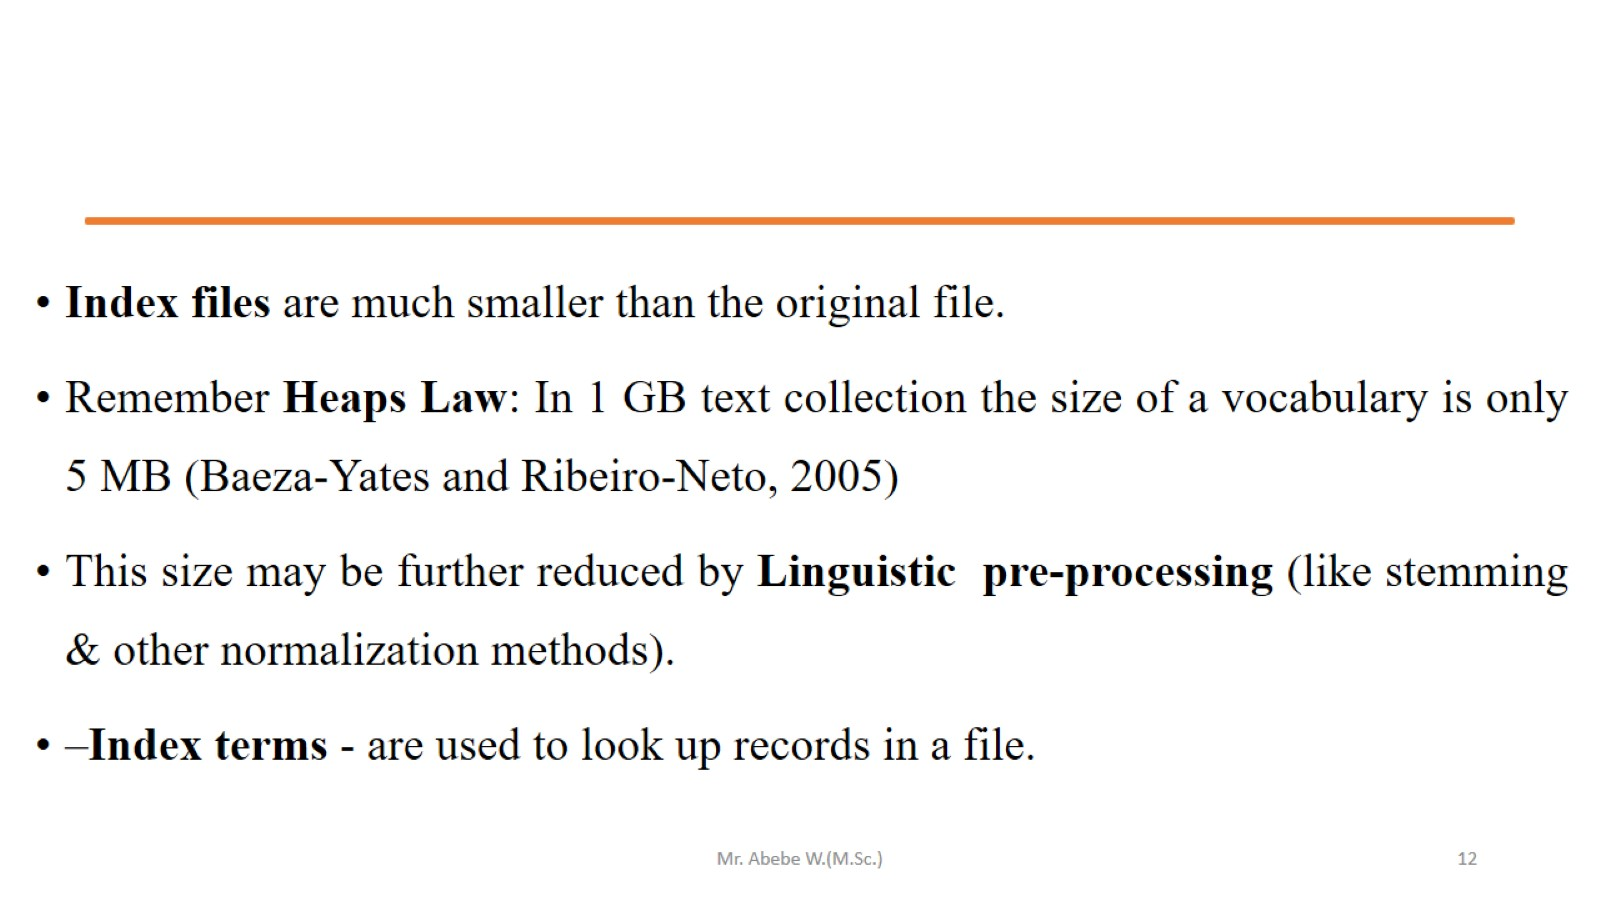 • Index files are much smaller than the original file.
• Remember Heaps Law: In 1 GB text collection the size of a vocabulary is only
5 MB (Baeza-Yates and Ribeiro-Neto, 2005)
• This size may be further reduced by Linguistic  pre-processing (like stemming
& other normalization methods).
• –Index terms - are used to look up records in a file.
Mr. Abebe W.(M.Sc.)
12